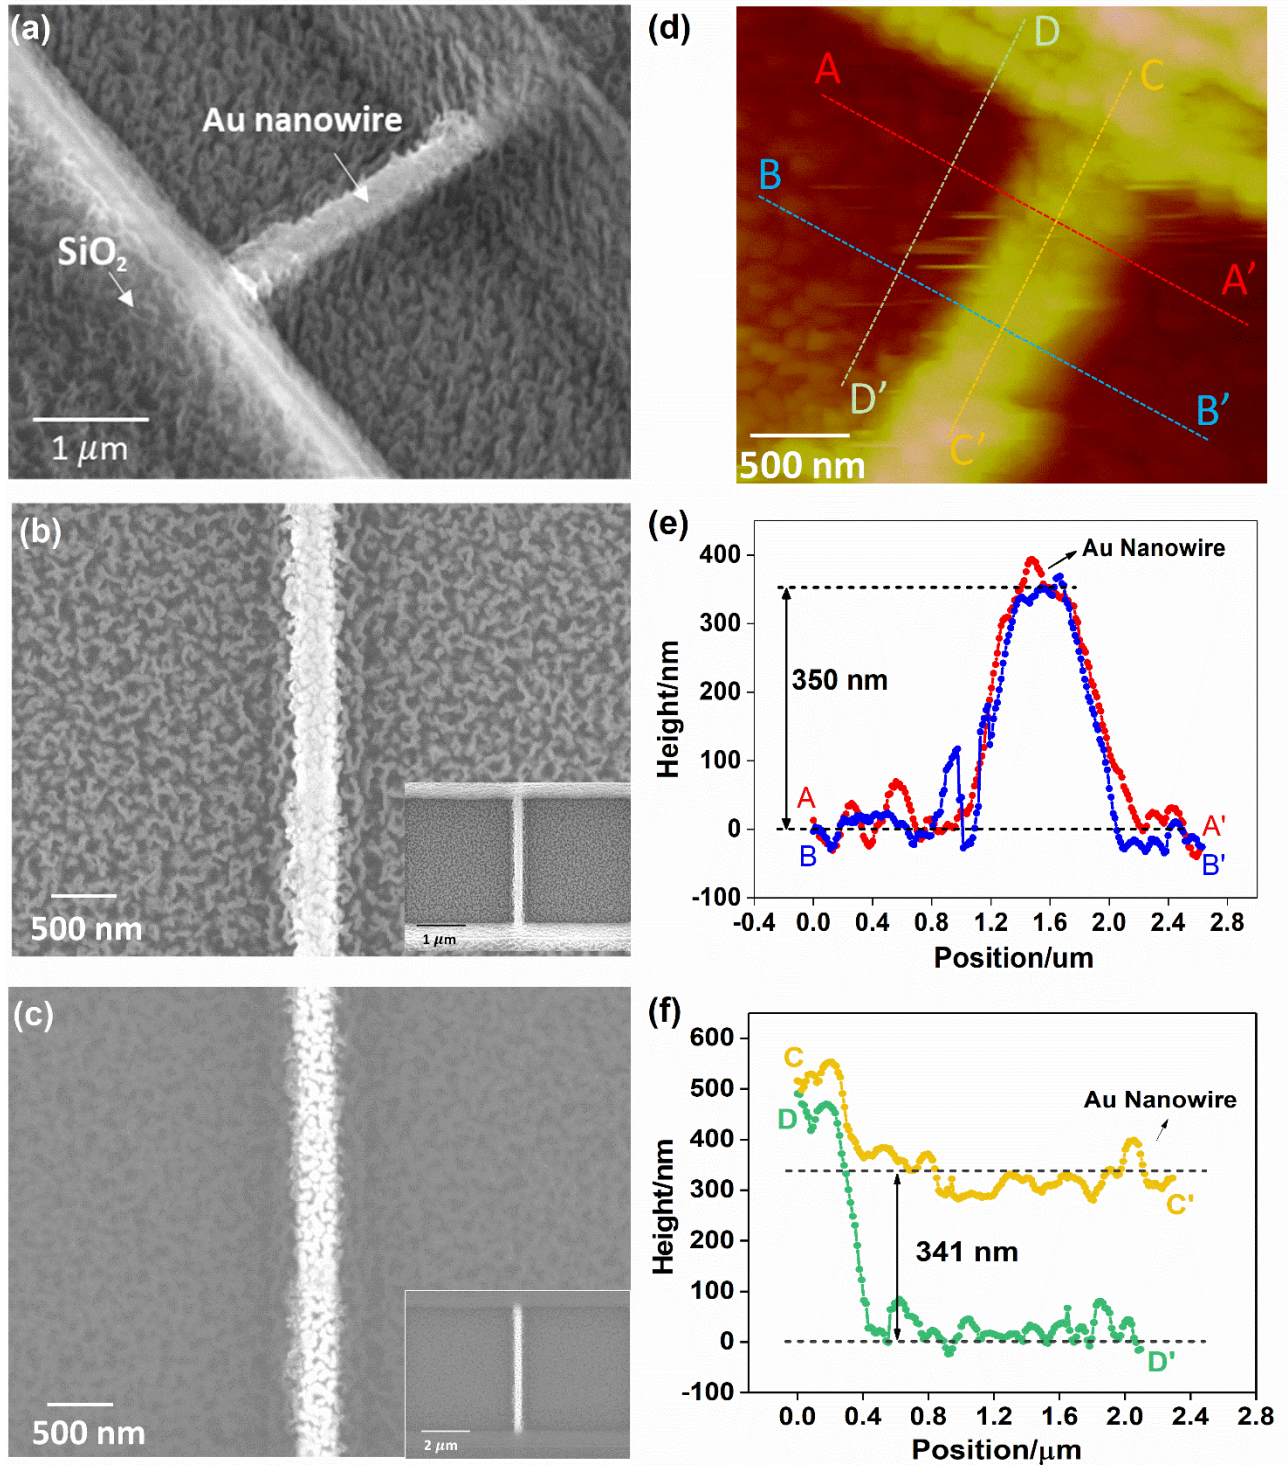 (a)
Au nanowire
SiO₂
1 μm
(b)
500 nm
1 μm
(c)
500 nm
2 μm
(d)
D
A
C
B
A’
D’
B’
C’
500 nm
(e)
400
300
200
100
0
-100
Height/nm
Au Nanowire
350 nm
A
B
A'
B'
-0.4 0.0 0.4 0.8 1.2 1.6 2.0 2.4 2.8
Position/um
(f)
600
500
400
300
200
100
0
-100
Height/nm
C
D
Au Nanowire
341 nm
C'
D'
0.0 0.4 0.8 1.2 1.6 2.0 2.4 2.8
Position/μm